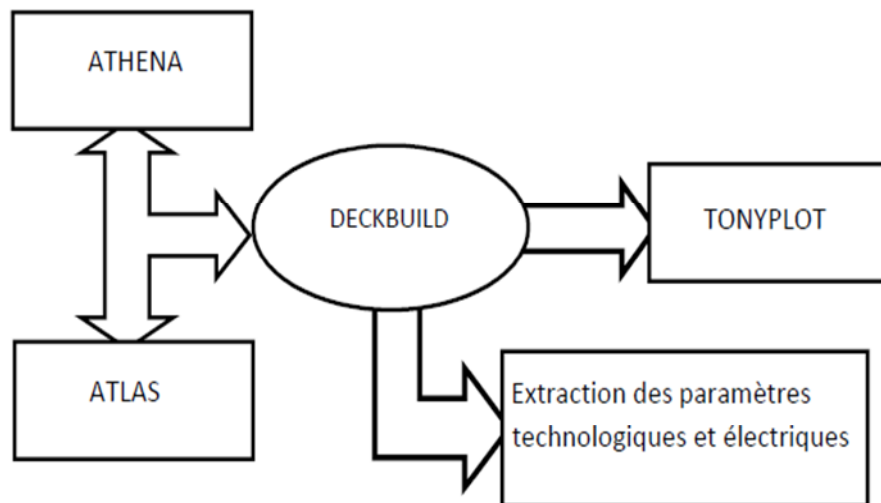 ATHENA
DECKBUILD
TONYPLOT
ATLAS
Extraction des paramètres
technologiques et électriques